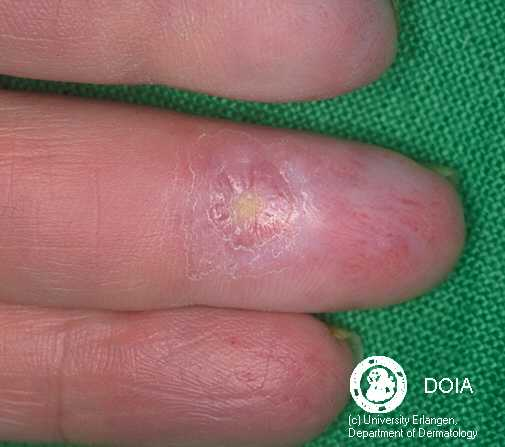 DOIA
(c) University Erlangen,
Department of Dermatology